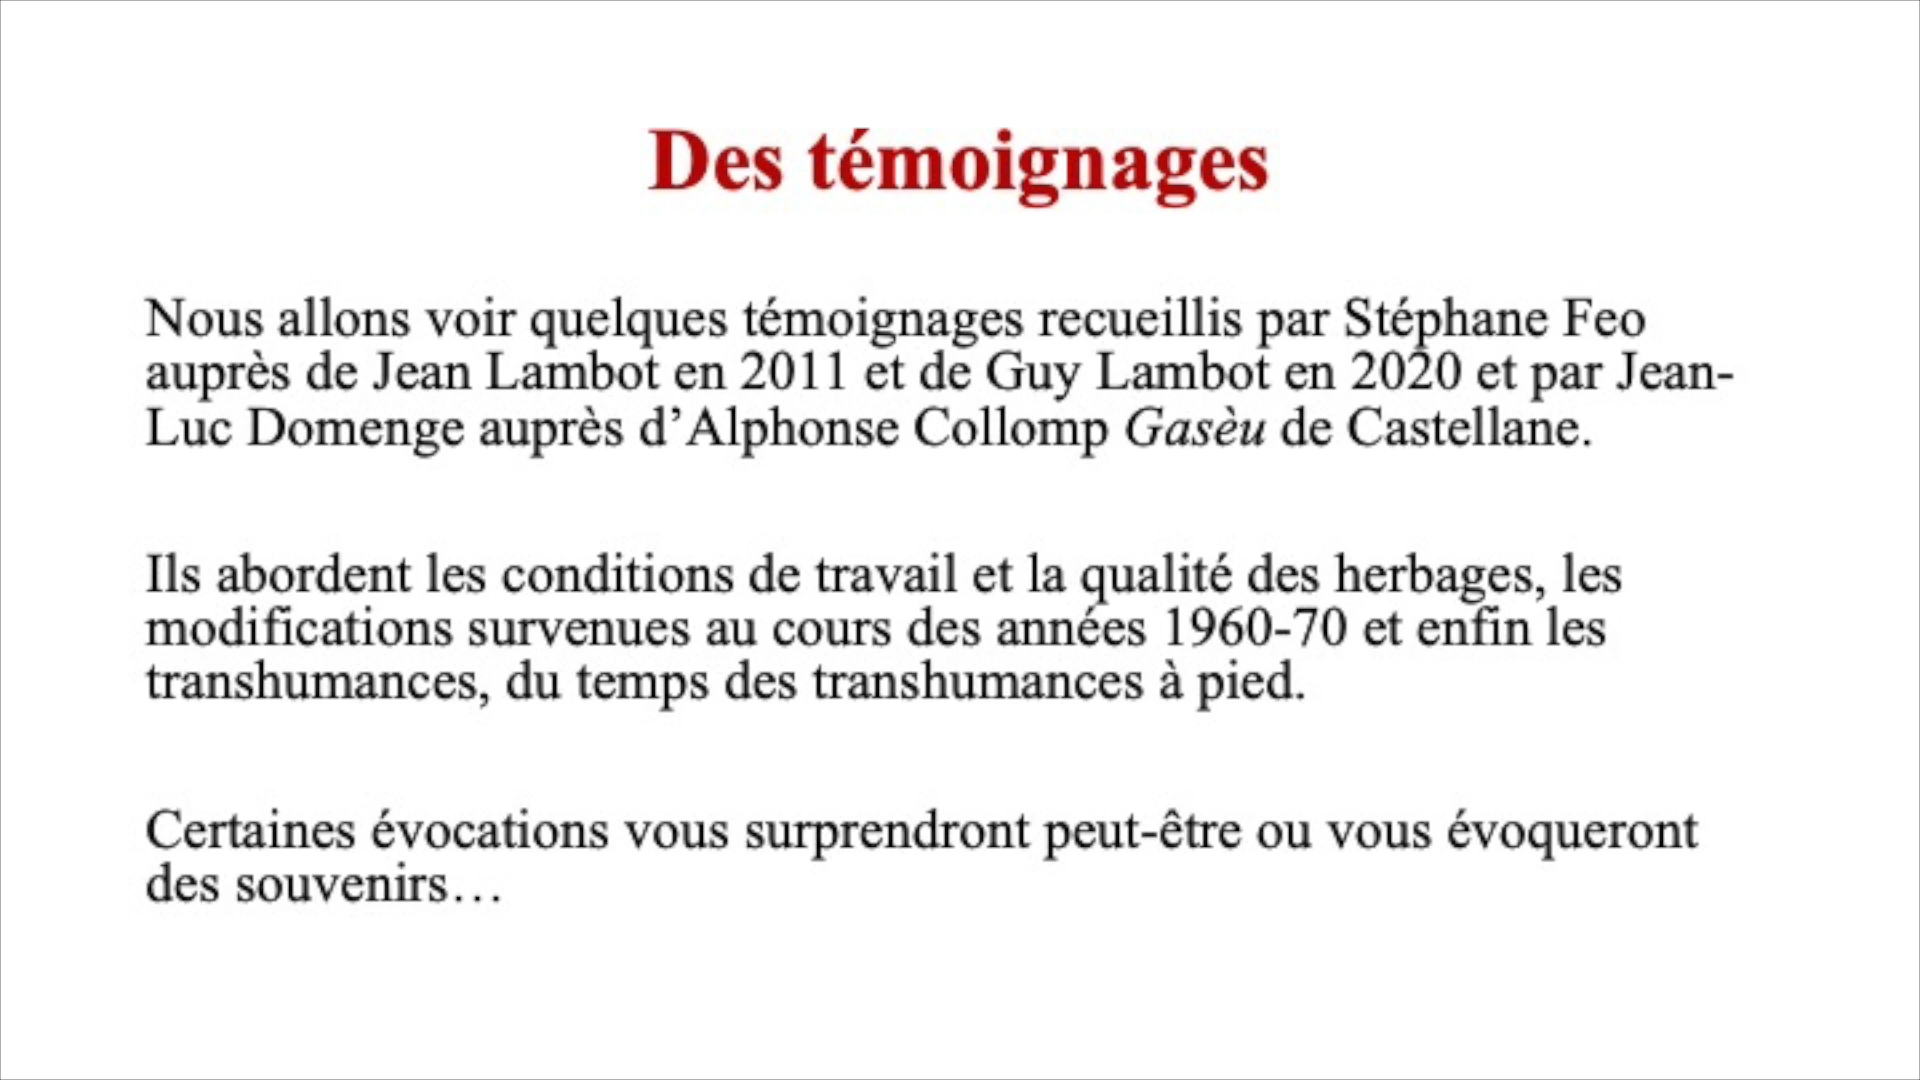 Des témoignages
Nous allons voir quelques témoignages recueillis par Stéphane Feo
auprès de Jean Lambot en 2011 et de Guy Lambot en 2020 et par Jean-
Luc Domenge auprès d’Alphonse Collomp Gasèu de Castellane.
Ils abordent les conditions de travail et la qualité des herbages, les
modifications survenues au cours des années 1960-70 et enfin les
transhumances, du temps des transhumances à pied.
Certaines évocations vous surprendront peut-être ou vous évoqueront
des souvenirs…